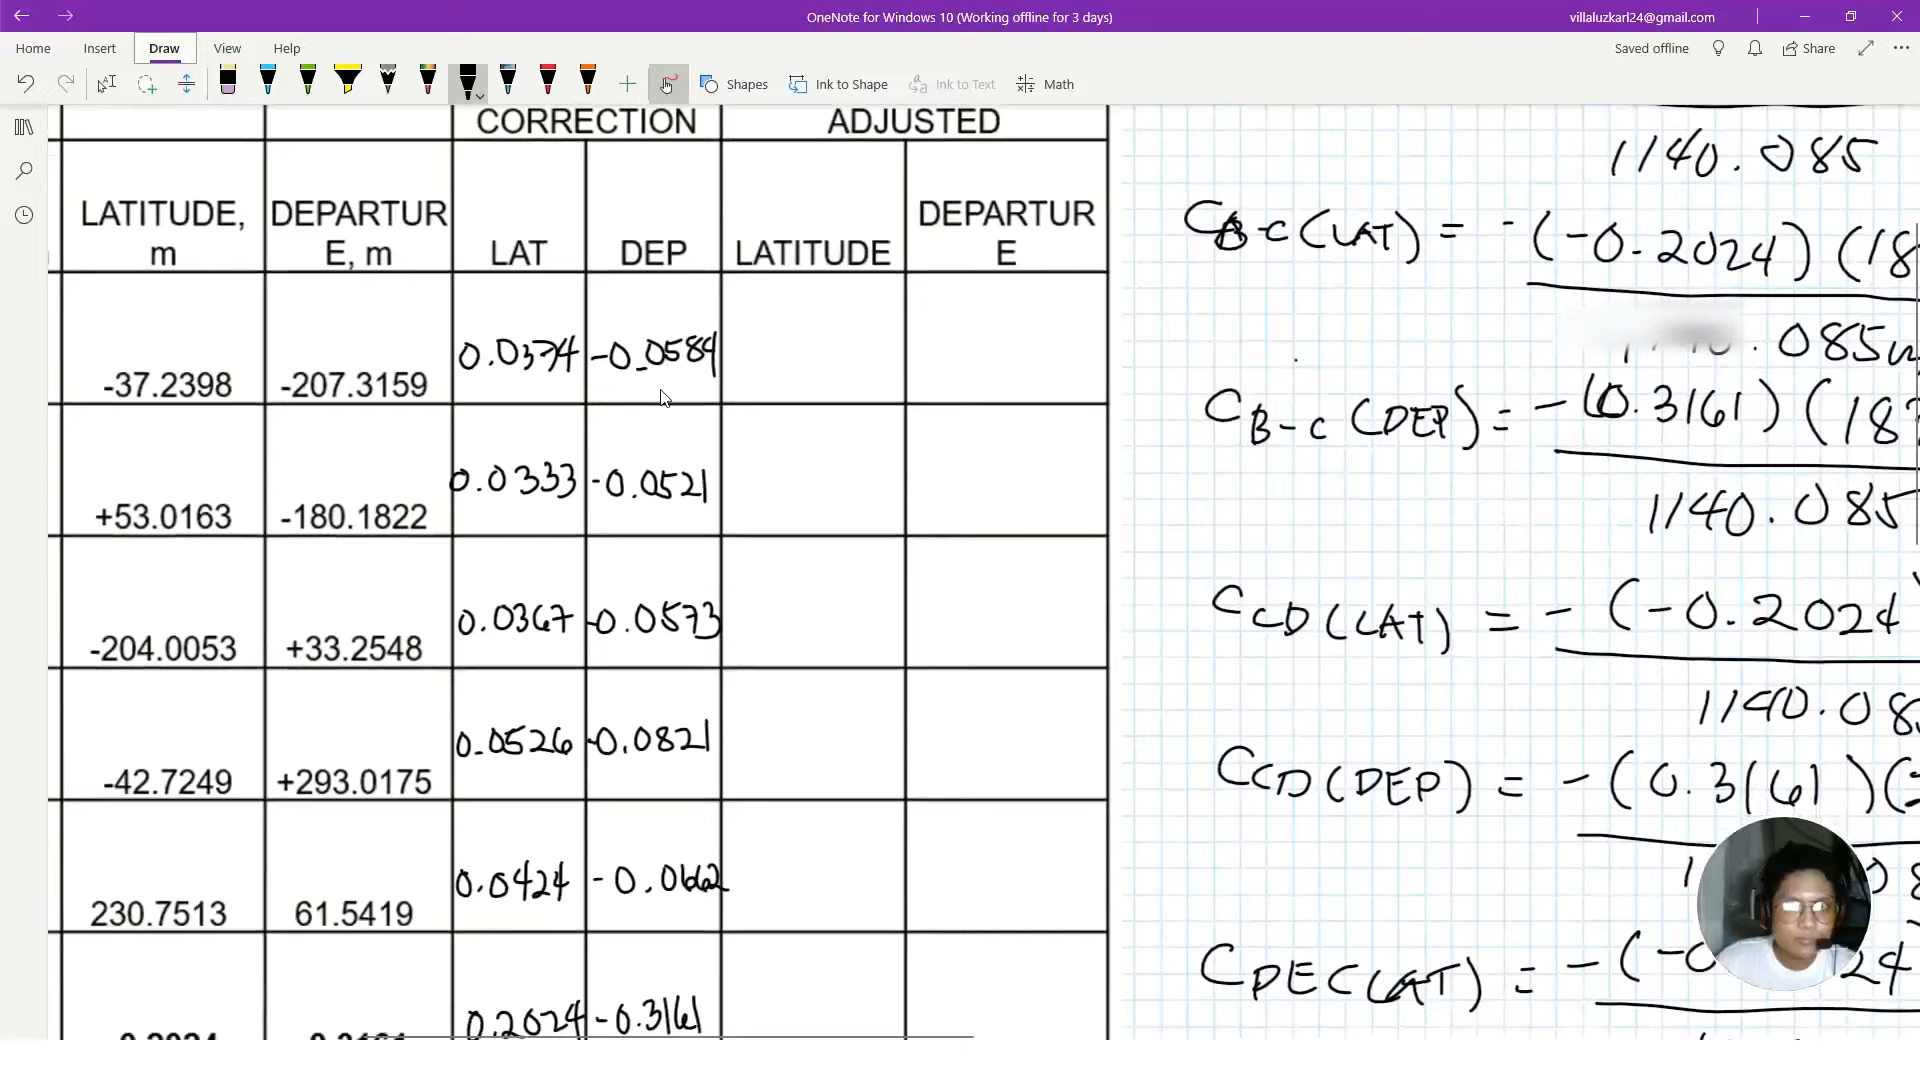 OneNote for Windows 10 (Working offline for 3 days)
villaluzkarl24@gmail.com
Home Insert Draw View Help
Saved offline
Share
Shapes
Ink to Shape
Ink to Text
Math
CORRECTION ADJUSTED
LATITUDE, m
DEPARTUR E, m
LAT
DEP
LATITUDE
DEPARTUR E
-37.2398 -207.3159 0.0374 -0.0584
+53.0163 -180.1822 0.0333 -0.0521
-204.0053 +33.2548 0.0367 -0.0573
-42.7249 +293.0175 0.0526 -0.0821
230.7513 61.5419 0.0424 -0.0662
0.2024 -0.3161
1140.085
CB-C (LAT) = -(-0.2024) (18
.085
CB-C (DEP) = -(0.3161) (18
1140.085
CCD (LAT) = -(-0.2024
1140.08
CCD (DEP) = -(0.3161)(